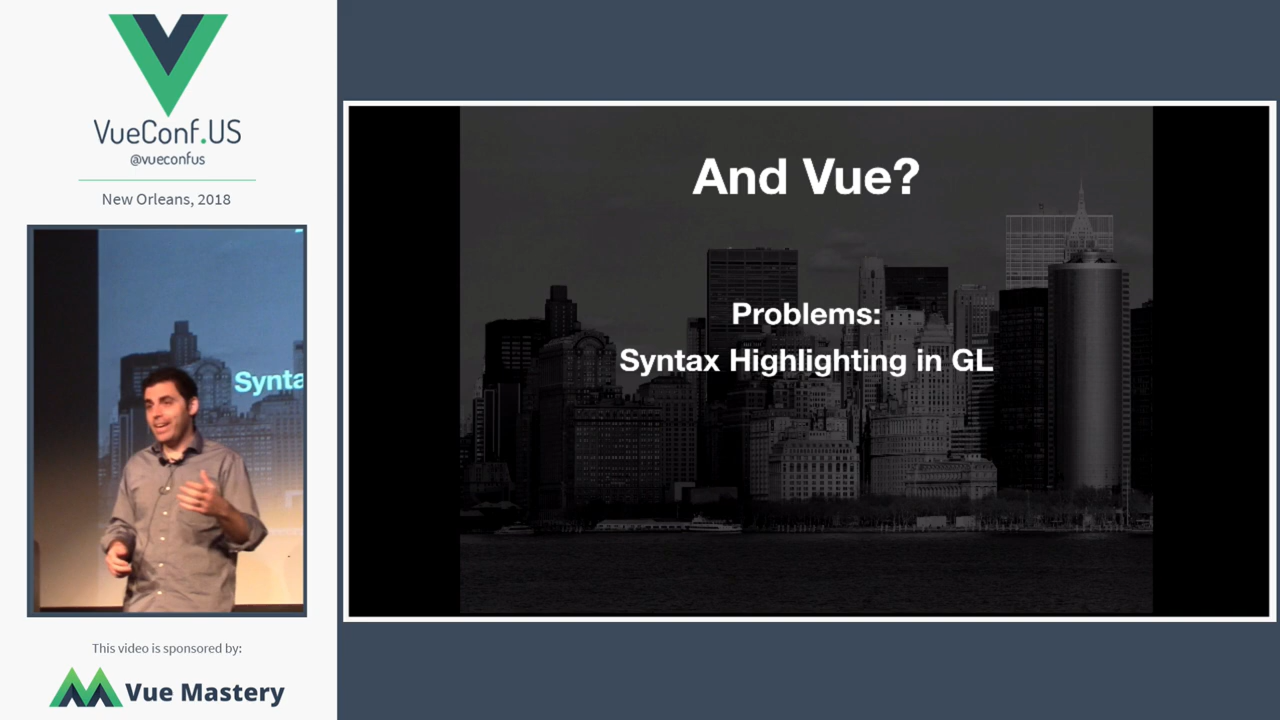 VueConf.US
@vueconfus
New Orleans, 2018
Synta
This video is sponsored by:
Vue Mastery
And Vue?
Problems:
Syntax Highlighting in GL